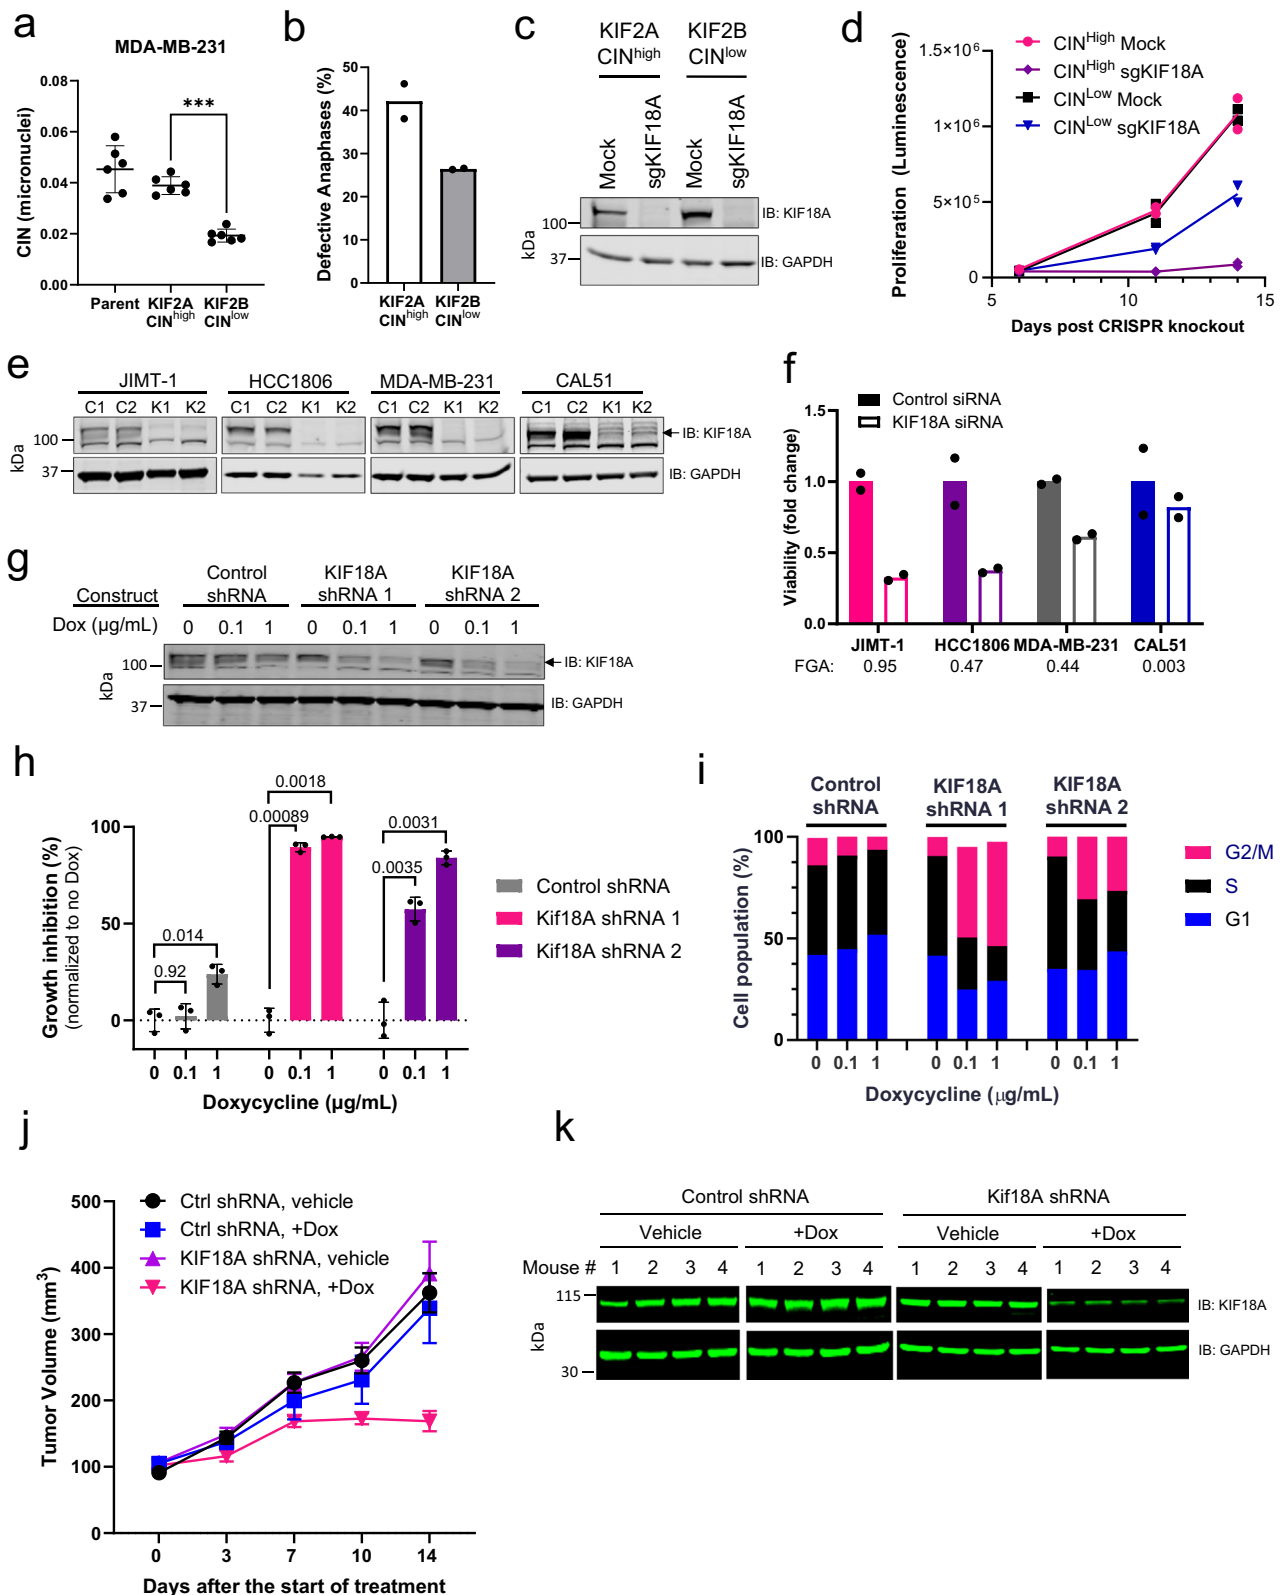 a
MDA-MB-231
CIN (micronuclei)
0.08
0.06
0.04
0.02
0.00
***
Parent KIF2A KIF2B
CINhigh CINlow
b
Defective Anaphases (%)
50
40
30
20
10
0
KIF2A KIF2B
CINhigh CINlow
c
KIF2A KIF2B
CINhigh CINlow
Mock sgKIF18A Mock sgKIF18A
kDa
100 IB: KIF18A
37 IB: GAPDH
d
CINHigh Mock
CINHigh sgKIF18A
CINLow Mock
CINLow sgKIF18A
Proliferation (Luminescence)
1.5×10⁶
1×10⁶
5×10⁵
0
5 10 15
Days post CRISPR knockout
e
JIMT-1 HCC1806 MDA-MB-231 CAL51
C1 C2 K1 K2 C1 C2 K1 K2 C1 C2 K1 K2 C1 C2 K1 K2
kDa
100 IB: KIF18A
37 IB: GAPDH
f
Control siRNA
KIF18A siRNA
Viability (fold change)
1.5
1.0
0.5
0.0
JIMT-1 HCC1806 MDA-MB-231 CAL51
FGA: 0.95 0.47 0.44 0.003
g
Control KIF18A KIF18A
Construct shRNA shRNA 1 shRNA 2
Dox (µg/mL) 0 0.1 1 0 0.1 1 0 0.1 1
kDa
100 IB: KIF18A
37 IB: GAPDH
h
Growth inhibition (%)
(normalized to no Dox)
100
50
0
0.92
0.014
0.00089
0.0018
0.0035
0.0031
0 0.1 1 0 0.1 1 0 0.1 1
Doxycycline (µg/mL)
Control shRNA
Kif18A shRNA 1
Kif18A shRNA 2
i
Control KIF18A KIF18A
shRNA shRNA 1 shRNA 2
Cell population (%)
100
50
0
0 0.1 1 0 0.1 1 0 0.1 1
Doxycycline (µg/mL)
G2/M
S
G1
j
Ctrl shRNA, vehicle
Ctrl shRNA, +Dox
KIF18A shRNA, vehicle
KIF18A shRNA, +Dox
Tumor Volume (mm³)
500
400
300
200
100
0
0 3 7 10 14
Days after the start of treatment
k
Control shRNA Kif18A shRNA
Vehicle +Dox Vehicle +Dox
Mouse # 1 2 3 4 1 2 3 4 1 2 3 4 1 2 3 4
kDa
115 IB: KIF18A
30 IB: GAPDH